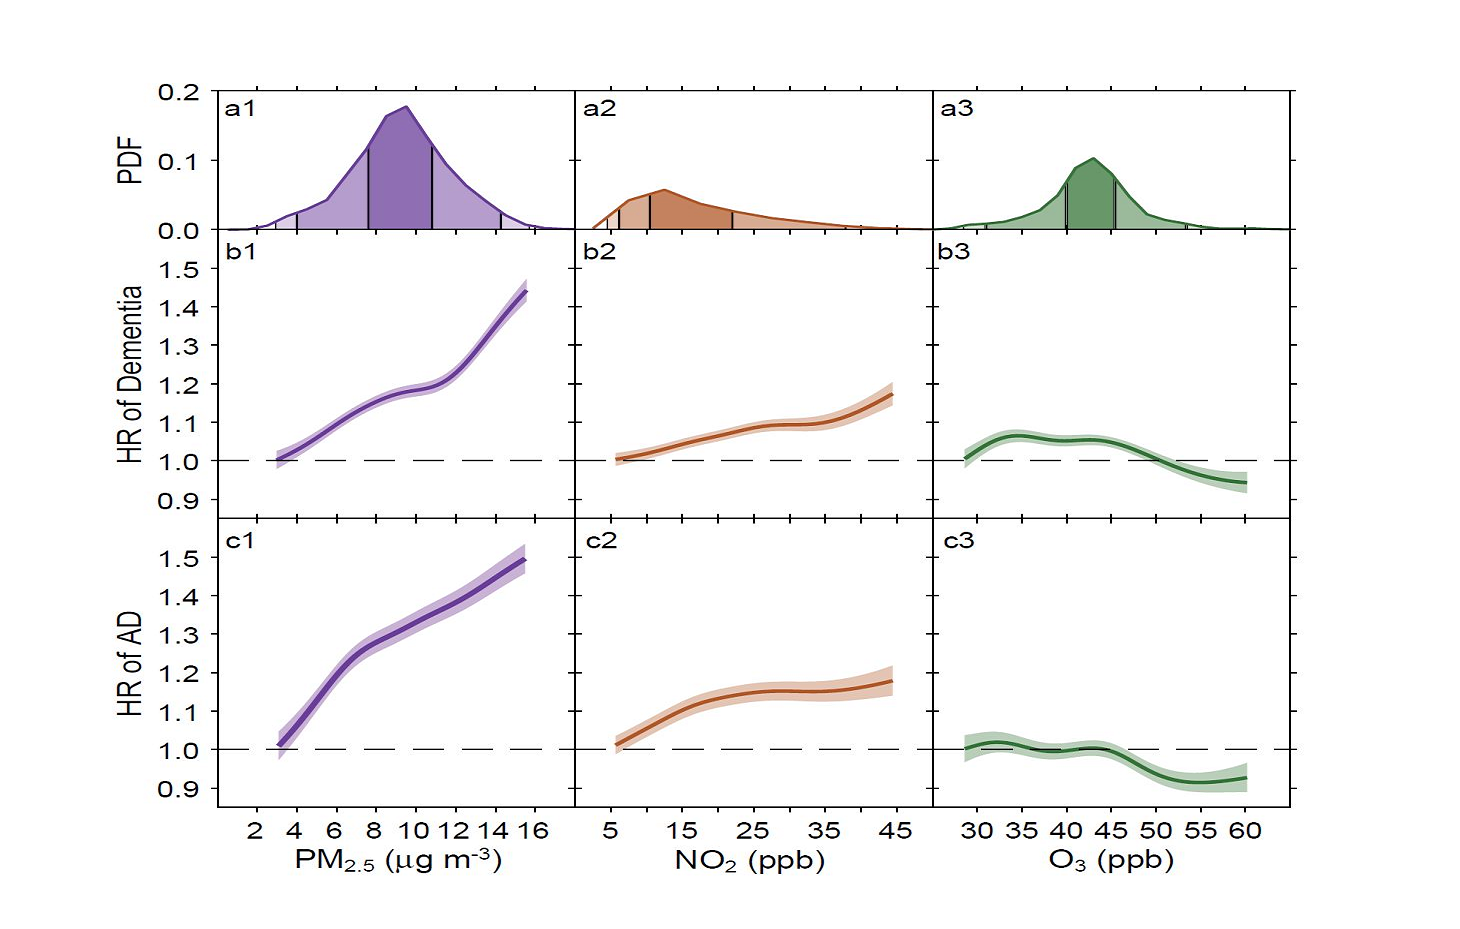 0.2
a1
a2
a3
PDF
0.1
0.0
b1
b2
b3
1.5
1.4
HR of Dementia
1.3
1.2
1.1
1.0
0.9
c1
c2
c3
1.5
1.4
HR of AD
1.3
1.2
1.1
1.0
0.9
2 4 6 8 10 12 14 16
5 15 25 35 45
30 35 40 45 50 55 60
PM2.5 (µg m-3)
NO2 (ppb)
O3 (ppb)